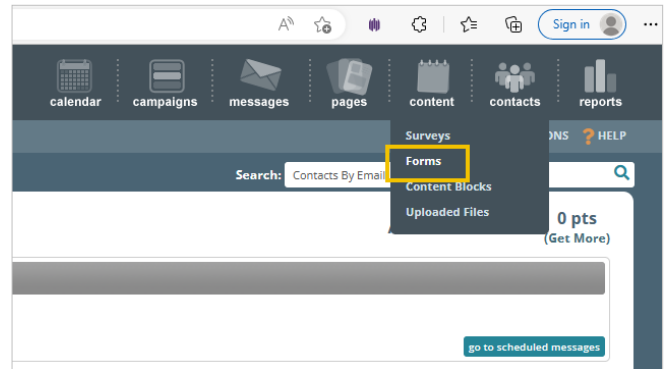 A
Sign in
calendar campaigns messages pages content contacts reports
Surveys
Forms
Content Blocks
Uploaded Files
ONS ? HELP
Search: Contacts By Email
0 pts
(Get More)
go to scheduled messages